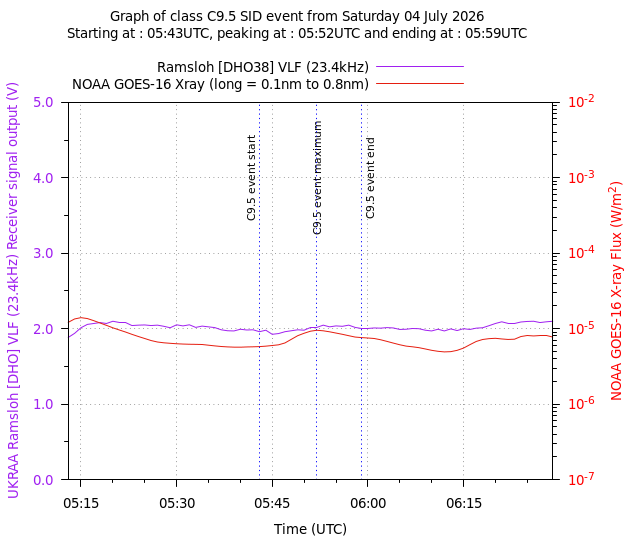 Graph of class C9.5 SID event from Saturday 04 July 2026
Starting at : 05:43UTC, peaking at : 05:52UTC and ending at : 05:59UTC
Ramsloh [DHO38] VLF (23.4kHz)
NOAA GOES-16 Xray (long = 0.1nm to 0.8nm)
UKRAA Ramsloh [DHO] VLF (23.4kHz) Receiver signal output (V)
5.0
4.0
3.0
2.0
1.0
0.0
C9.5 event start
C9.5 event maximum
C9.5 event end
10^-2
10^-3
10^-4
10^-5
10^-6
10^-7
NOAA GOES-16 X-ray Flux (W/m²)
05:15 05:30 05:45 06:00 06:15
Time (UTC)